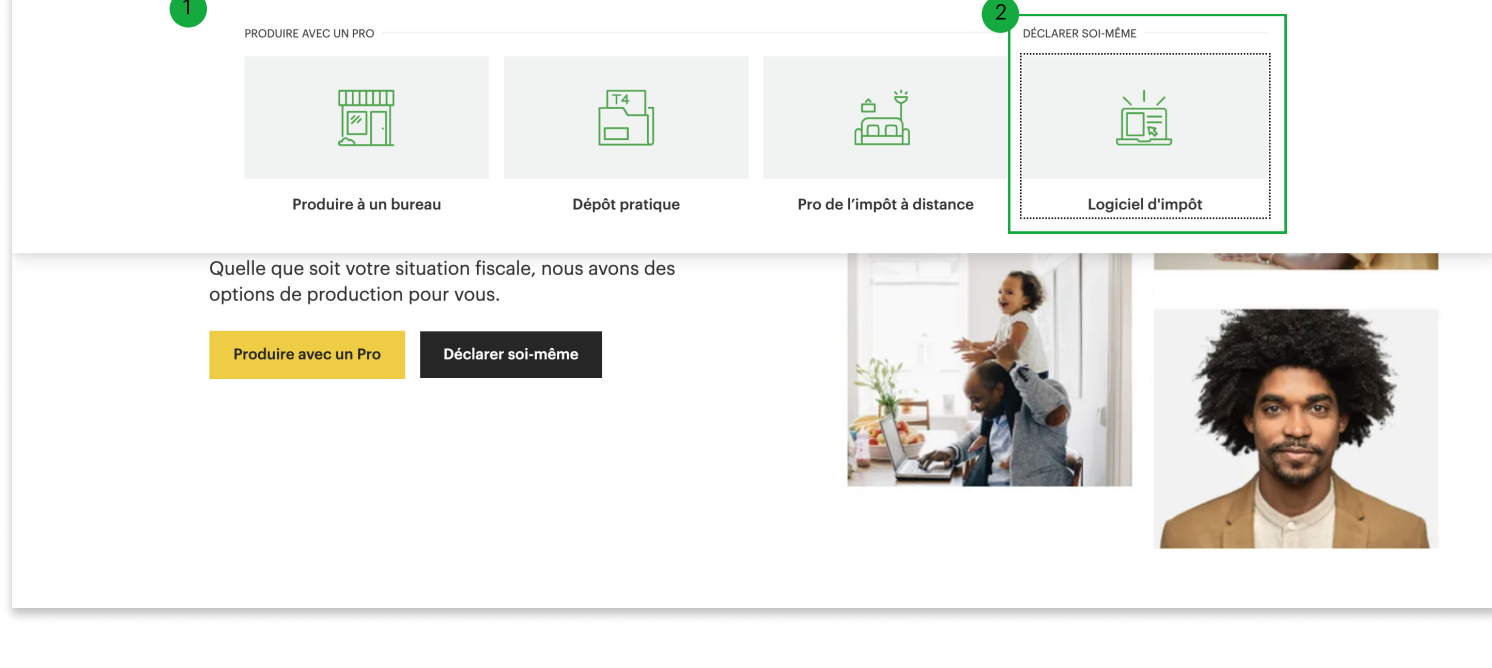 1
2
PRODUIRE AVEC UN PRO
DÉCLARER SOI-MÊME
T4
Produire à un bureau
Dépôt pratique
Pro de l’impôt à distance
Logiciel d'impôt
Quelle que soit votre situation fiscale, nous avons des
options de production pour vous.
Produire avec un Pro
Déclarer soi-même